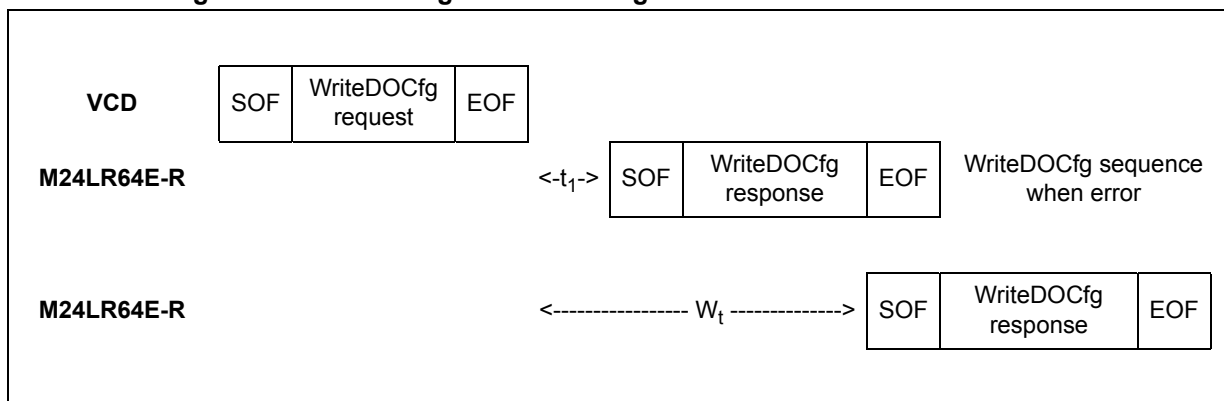 VCD SOF WriteDOCfg request EOF
M24LR64E-R <-t1-> SOF WriteDOCfg response EOF WriteDOCfg sequence when error
M24LR64E-R <----------------- Wt --------------> SOF WriteDOCfg response EOF